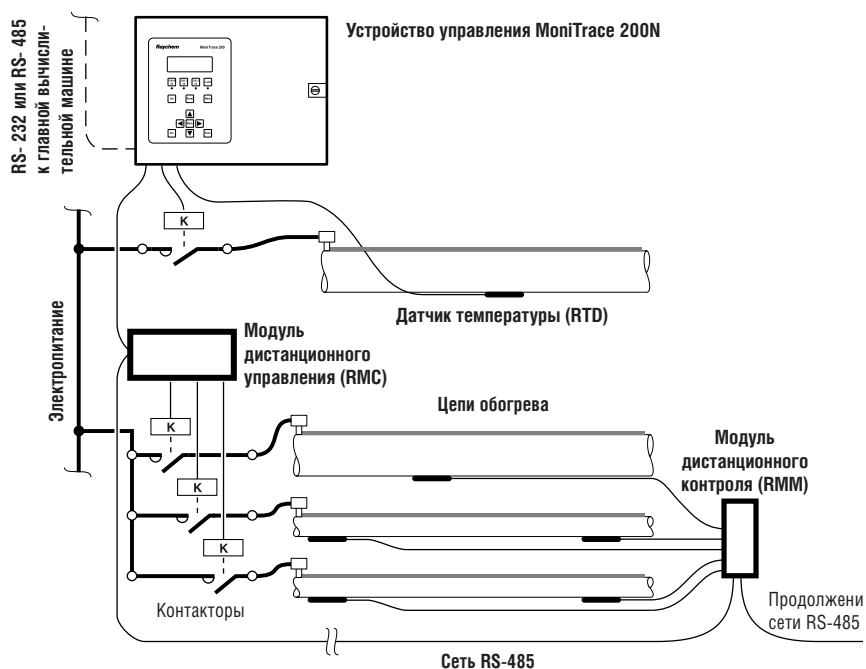 Устройство управления MoniTrace 200N
RS- 232 или RS- 485
к главной вычисли-
тельной машине
Raychem
MoniTrace 200
K
Электропитание
Датчик температуры (RTD)
Модуль
дистанционного
управления (RMC)
Цепи обогрева
K
K
K
Модуль
дистанционного
контроля (RMM)
Контакторы
Продолжени
сети RS-485
Сеть RS-485